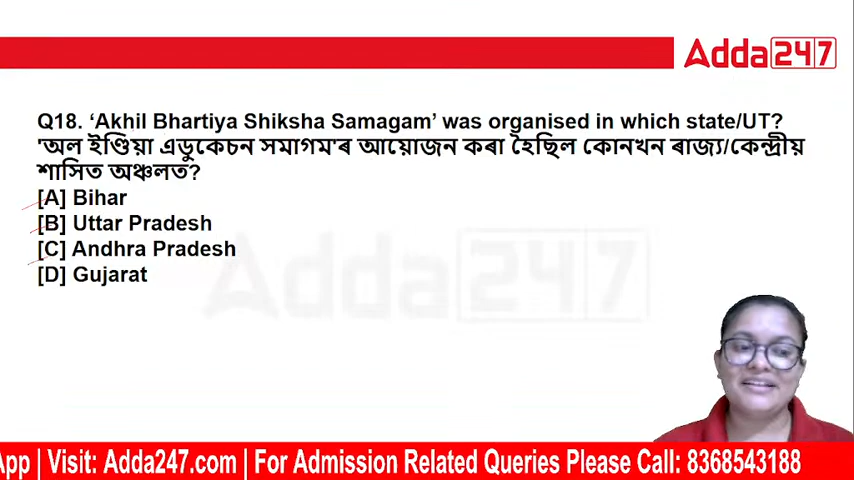 Adda247
Q18. ‘Akhil Bhartiya Shiksha Samagam’ was organised in which state/UT?
'অল ইণ্ডিয়া এডুকেচন সমাগম'ৰ আয়োজন কৰা হৈছিল কোনখন ৰাজ্য/কেন্দ্ৰীয়
শাসিত অঞ্চলত?
[A] Bihar
[B] Uttar Pradesh
[C] Andhra Pradesh
[D] Gujarat
Adda247
App | Visit: Adda247.com | For Admission Related Queries Please Call: 8368543188